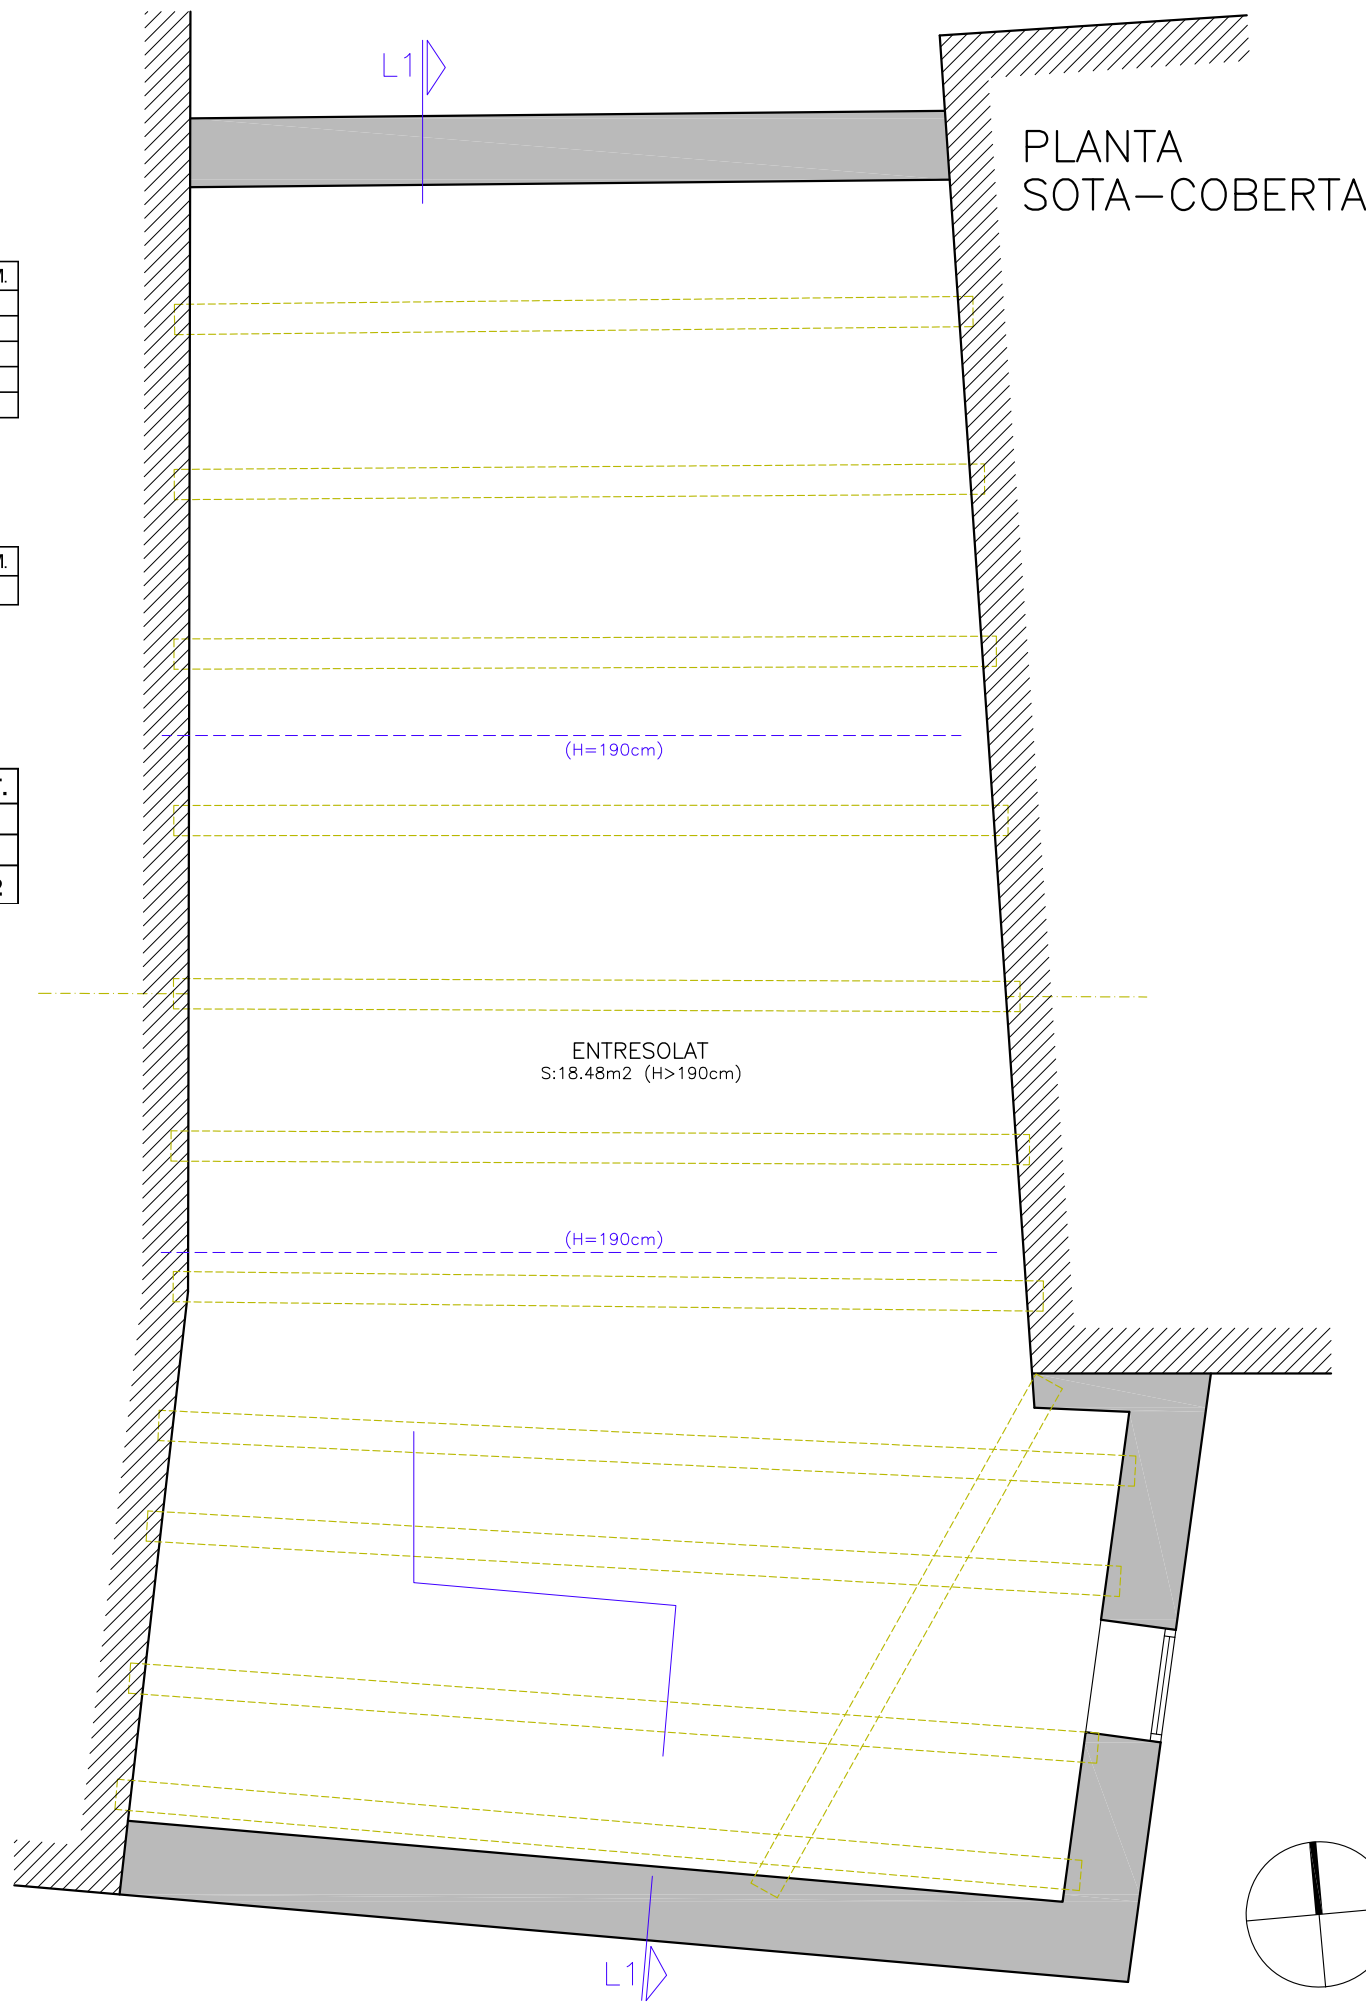 L1
PLANTA
SOTA-COBERTA
M.
M.
(H=190cm)
ENTRESOLAT
S:18.48m2 (H>190cm)
(H=190cm)
L1